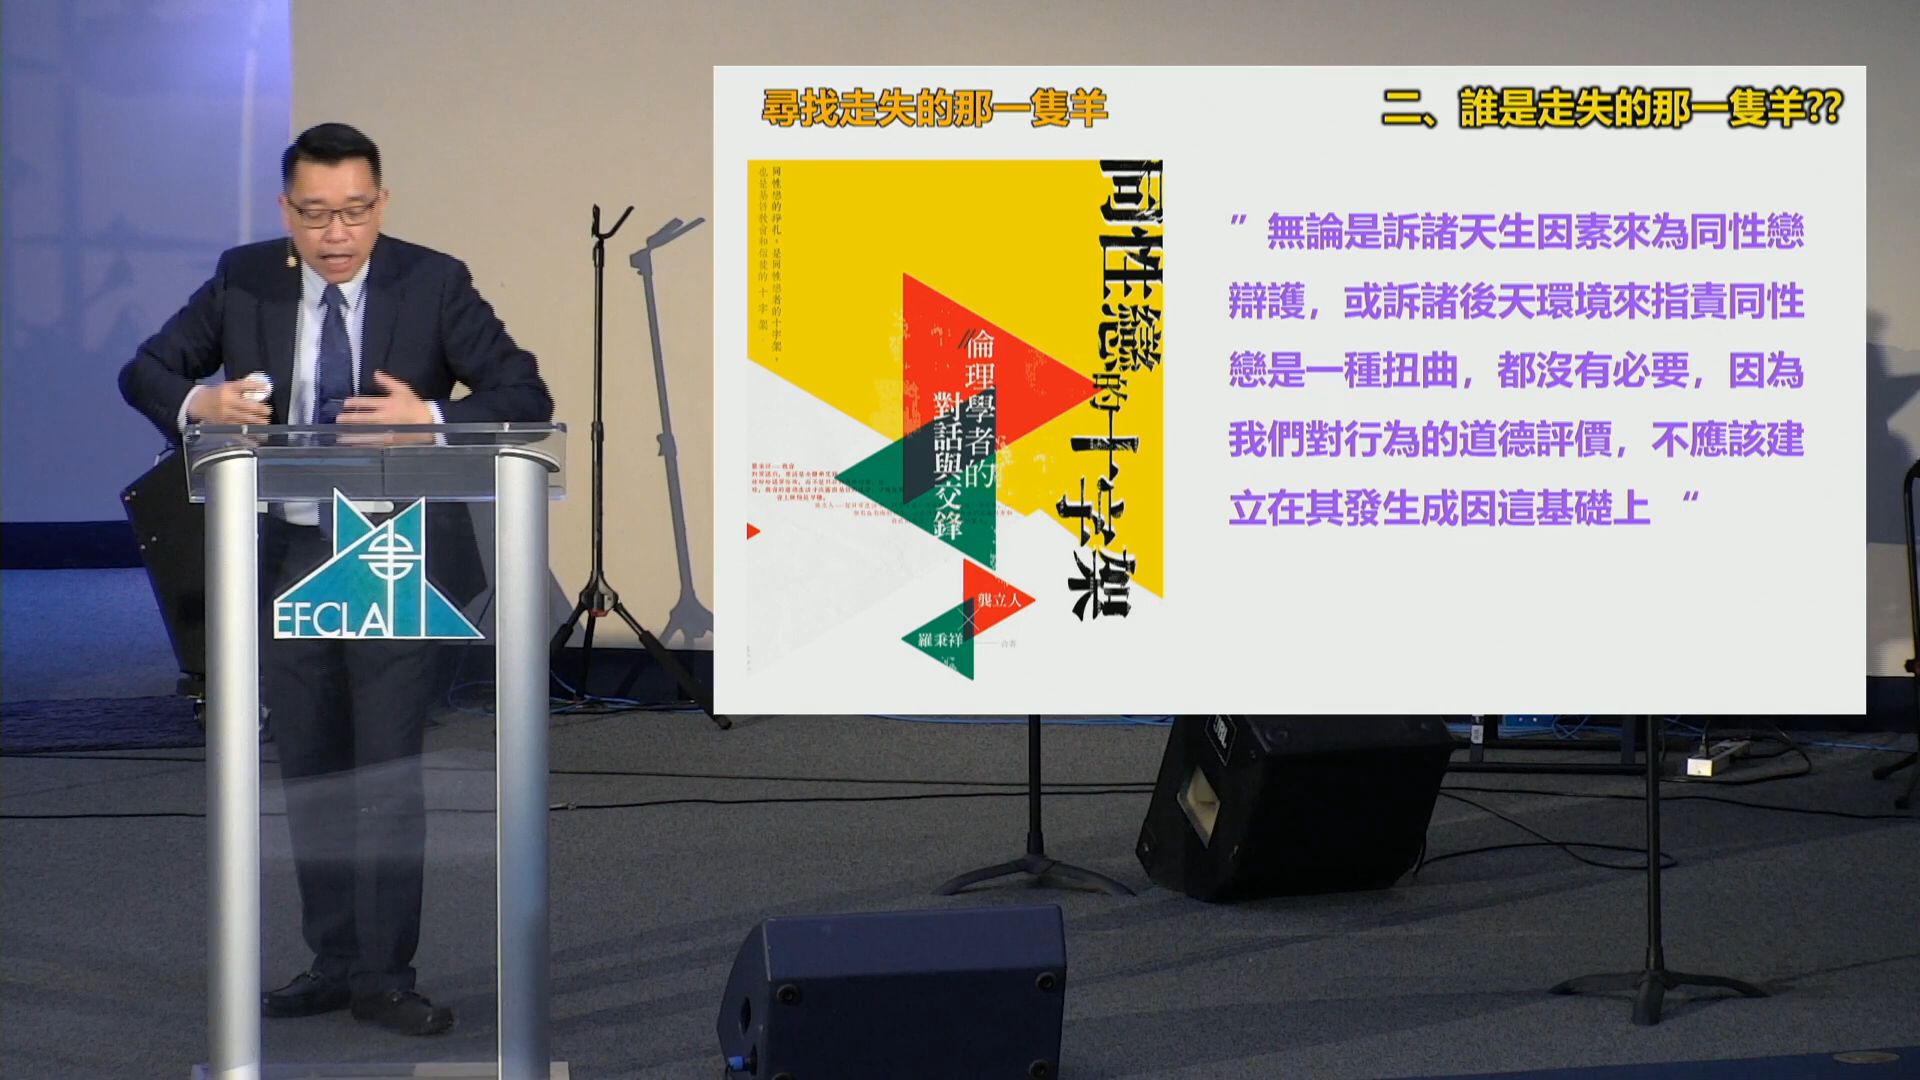 尋找走失的那一隻羊
二、誰是走失的那一隻羊??
同性戀的掙扎，是同性戀者的十字架，
也是基督教會和信徒的十字架。
同性戀的十字架
倫理學者的
對話與交鋒
龔立人
羅秉祥
合著
”無論是訴諸天生因素來為同性戀
辯護，或訴諸後天環境來指責同性
戀是一種扭曲，都沒有必要，因為
我們對行為的道德評價，不應該建
立在其發生成因這基礎上 “
EFCLA
JBL